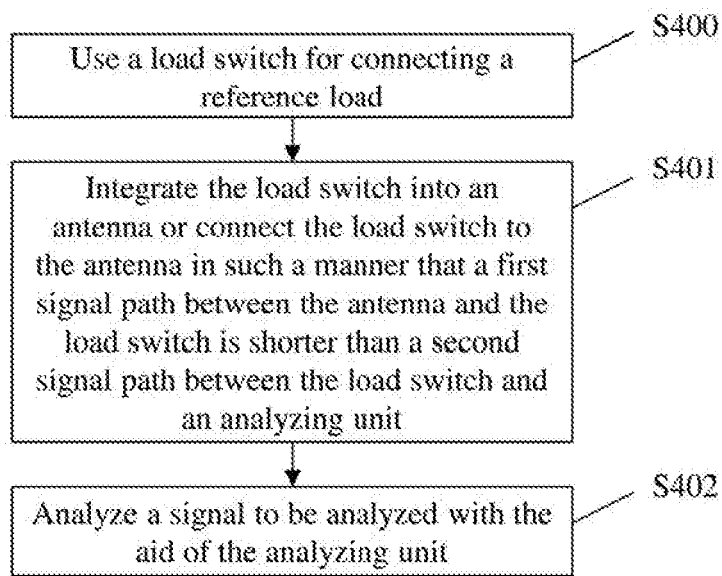 S400
Use a load switch for connecting a
reference load
S401
Integrate the load switch into an
antenna or connect the load switch to
the antenna in such a manner that a first
signal path between the antenna and the
load switch is shorter than a second
signal path between the load switch and
an analyzing unit
S402
Analyze a signal to be analyzed with the
aid of the analyzing unit